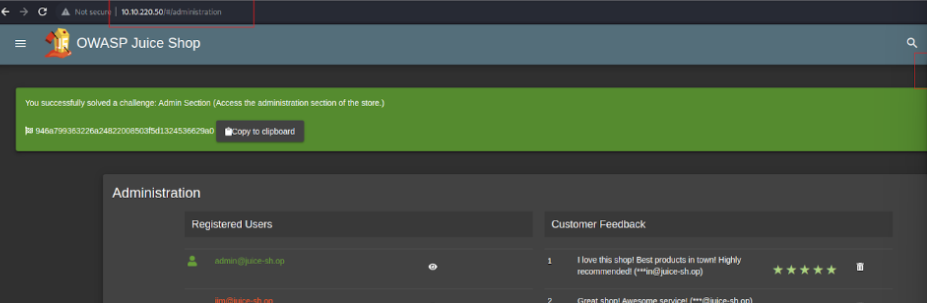 Not secure | 10.10.220.50/#/administration
OWASP Juice Shop
You successfully solved a challenge: Admin Section (Access the administration section of the store.)
946a799363226a24822008503f5d1324536629a0 Copy to clipboard
Administration
Registered Users
Customer Feedback
admin@juice-sh.op
1 I love this shop! Best products in town! Highly
recommended! (***in@juice-sh.op)
jim@juice-sh.op
2 Great shop! Awesome service! (***@juice-sh.op)